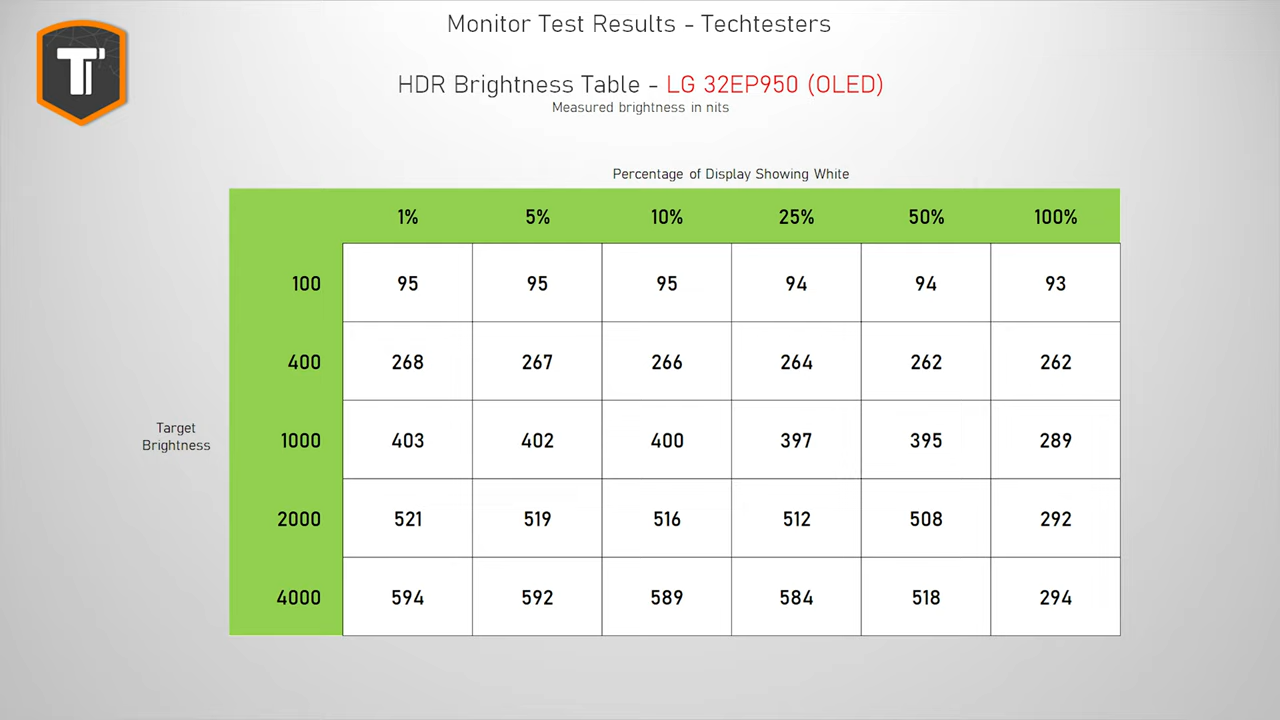 Monitor Test Results - Techtesters
HDR Brightness Table - LG 32EP950 (OLED)
Measured brightness in nits
Percentage of Display Showing White
1% 5% 10% 25% 50% 100%
100 95 95 95 94 94 93
400 268 267 266 264 262 262
Target
Brightness
1000 403 402 400 397 395 289
2000 521 519 516 512 508 292
4000 594 592 589 584 518 294